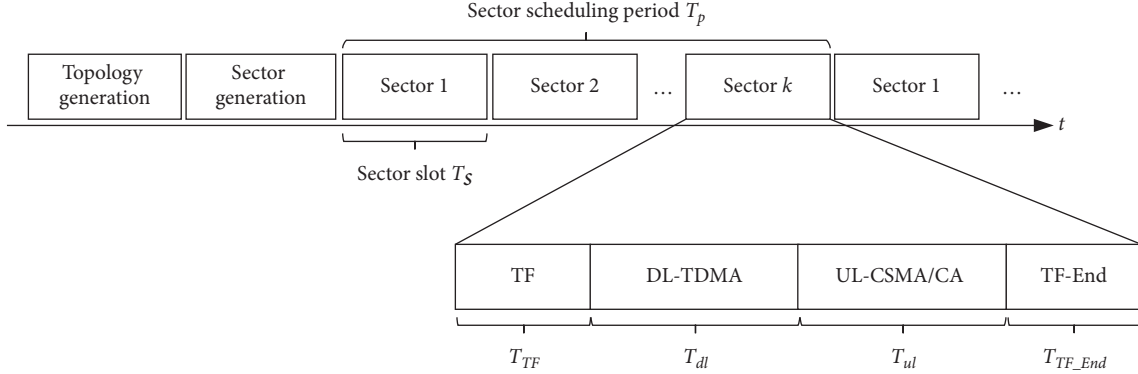 Sector scheduling period T_p
Topology
generation
Sector
generation
Sector 1
Sector 2
...
Sector k
Sector 1
...
t
Sector slot T_S
TF
DL-TDMA
UL-CSMA/CA
TF-End
T_TF
T_dl
T_ul
T_TF_End